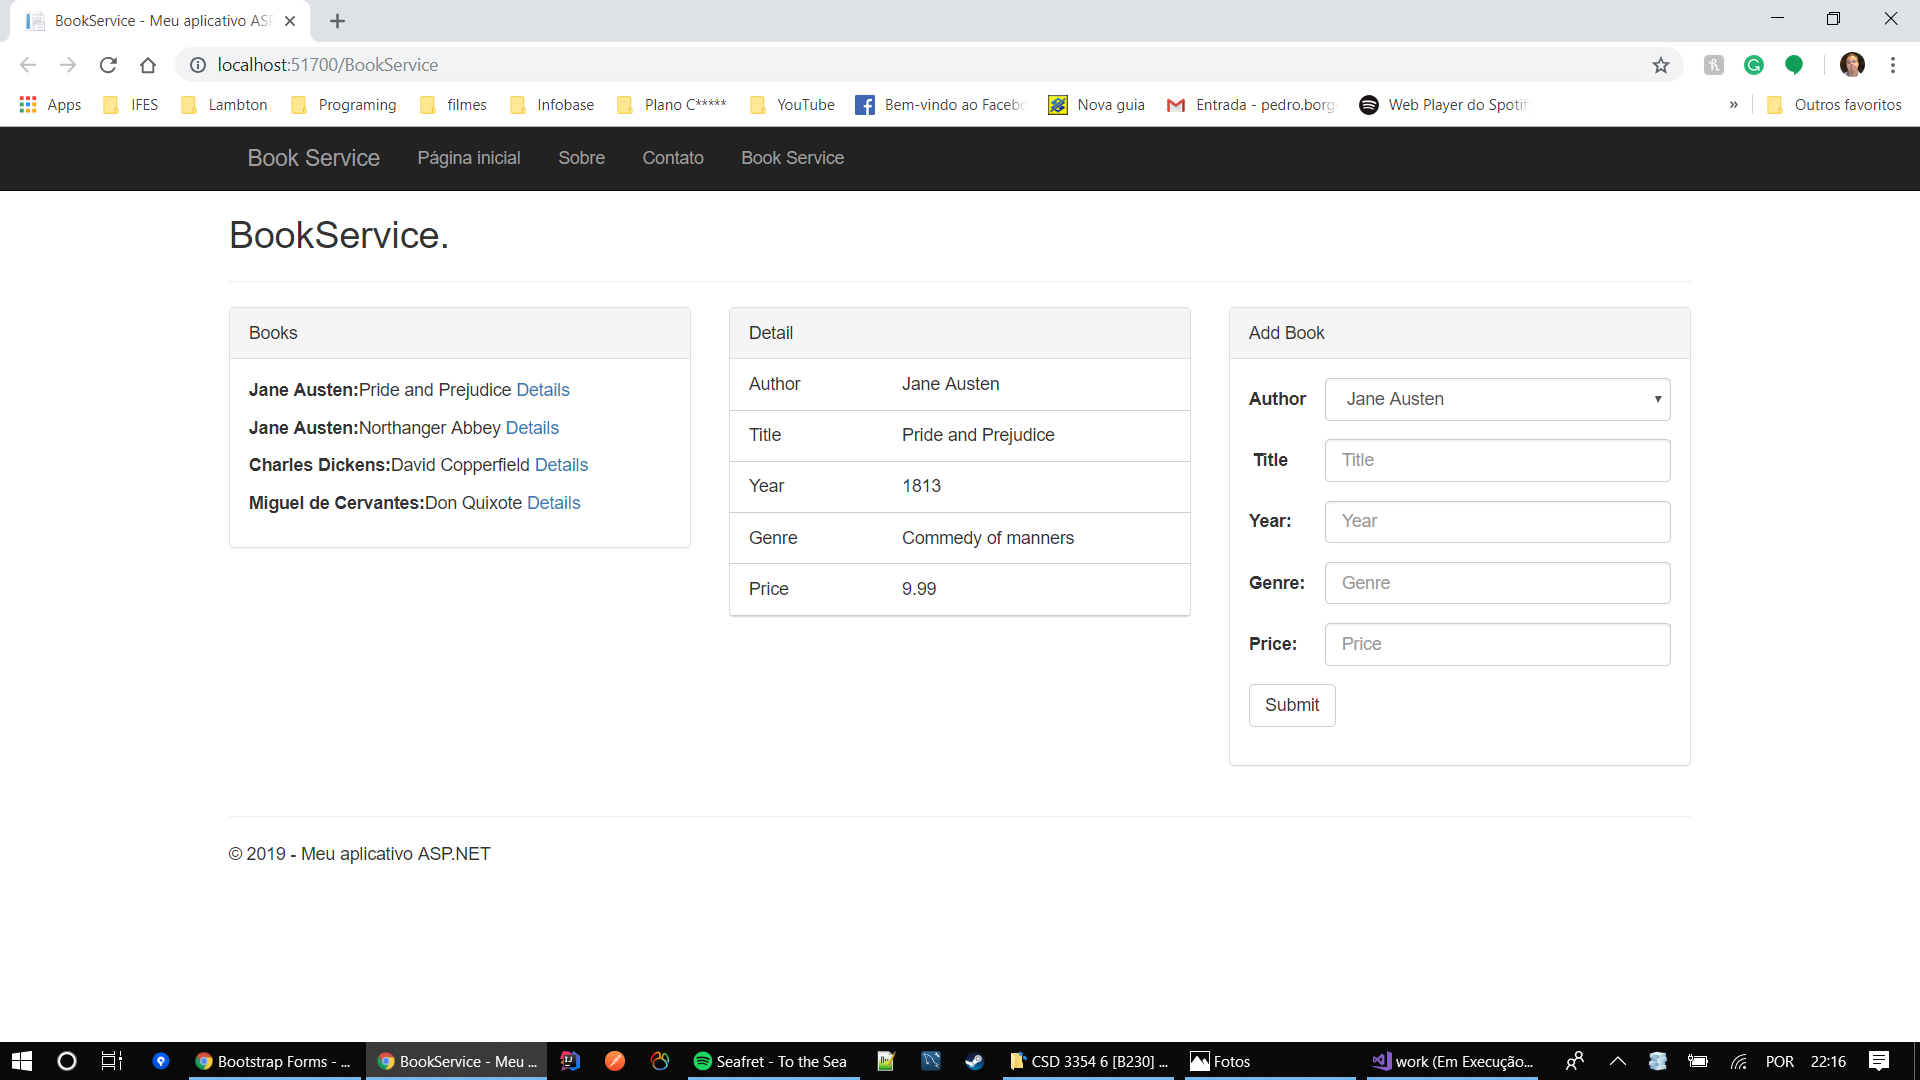 BookService - Meu aplicativo ASP
localhost:51700/BookService
Apps IFES Lambton Programing filmes Infobase Plano C***** YouTube Bem-vindo ao Facebo Nova guia Entrada - pedro.borg Web Player do Spotif » Outros favoritos
Book Service Página inicial Sobre Contato Book Service
BookService.
Books
Jane Austen:Pride and Prejudice Details
Jane Austen:Northanger Abbey Details
Charles Dickens:David Copperfield Details
Miguel de Cervantes:Don Quixote Details
Detail
Author Jane Austen
Title Pride and Prejudice
Year 1813
Genre Commedy of manners
Price 9.99
Add Book
Author Jane Austen
Title Title
Year: Year
Genre: Genre
Price: Price
Submit
© 2019 - Meu aplicativo ASP.NET
Bootstrap Forms - ... BookService - Meu ... Seafret - To the Sea CSD 3354 6 [B230] ... Fotos work (Em Execução... POR 22:16